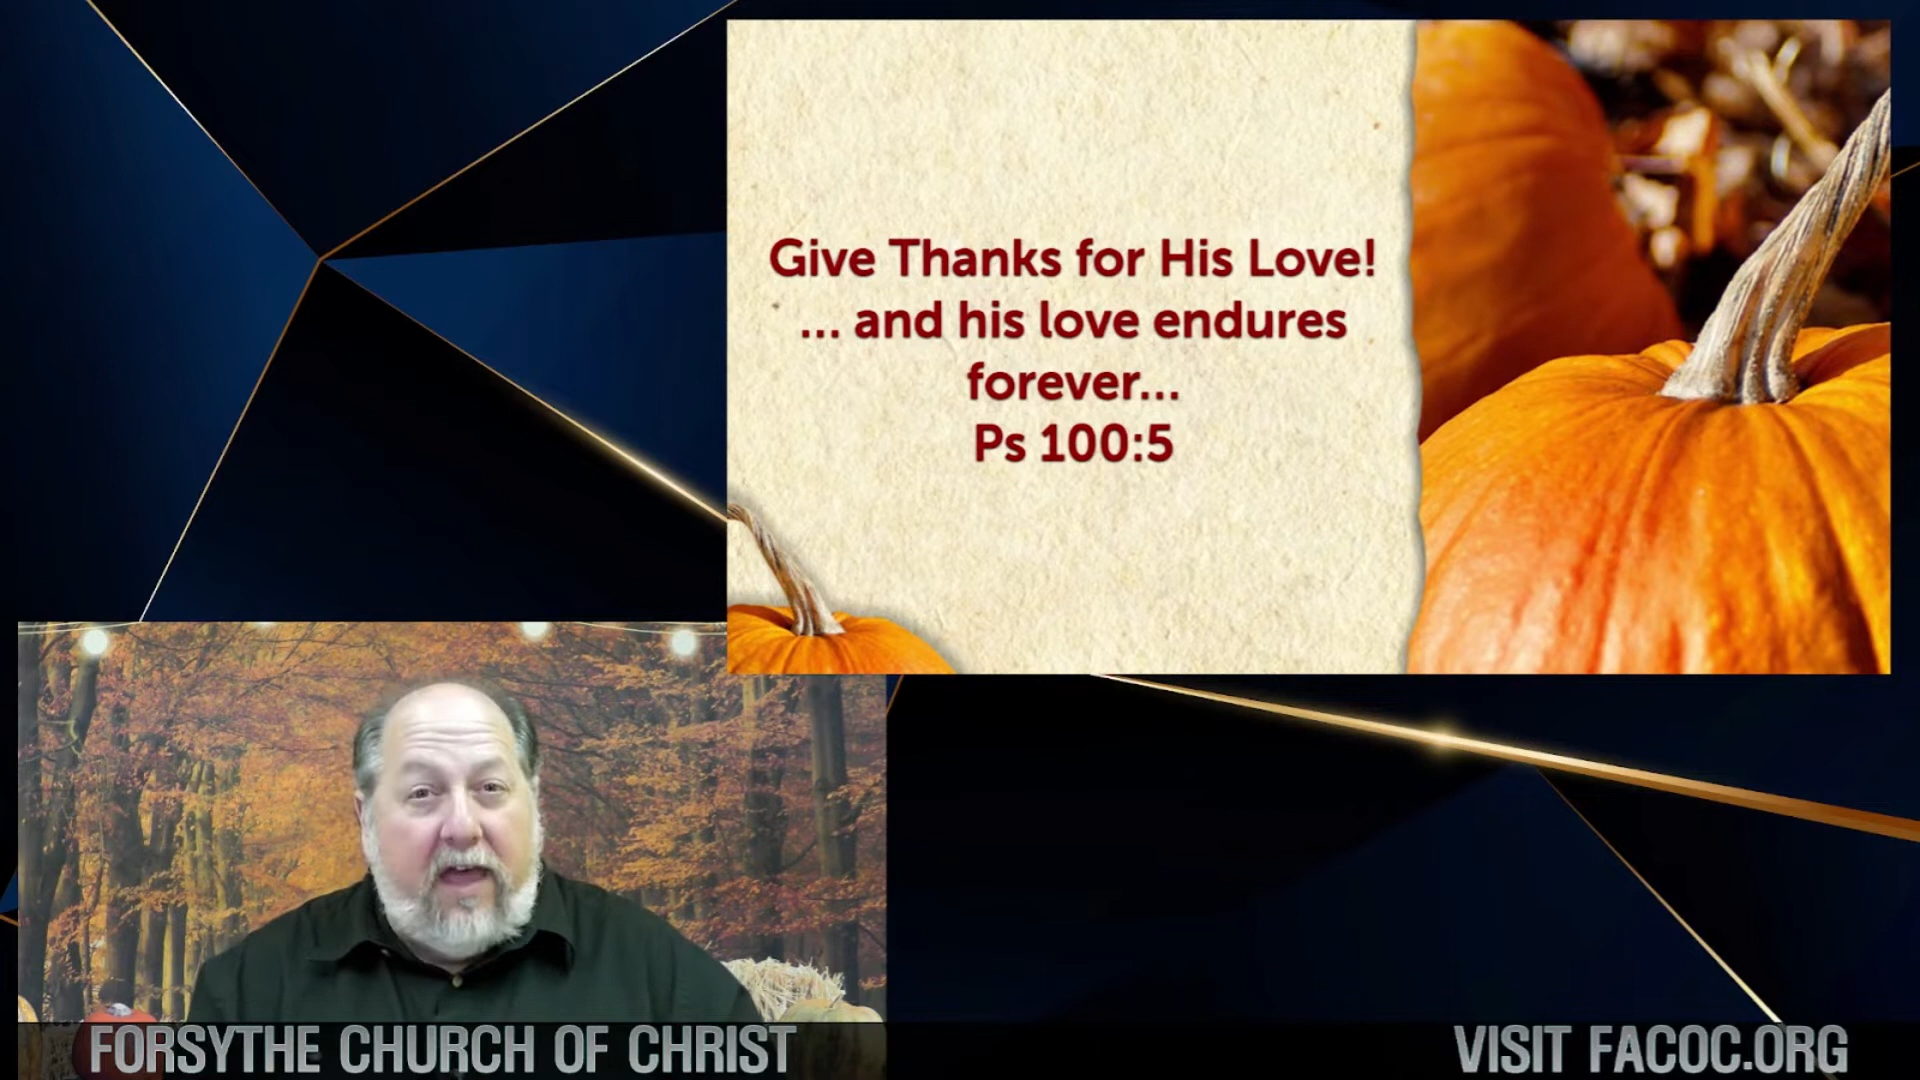 Give Thanks for His Love!
... and his love endures
forever...
Ps 100:5
FORSYTHE CHURCH OF CHRIST
VISIT FACOC.ORG